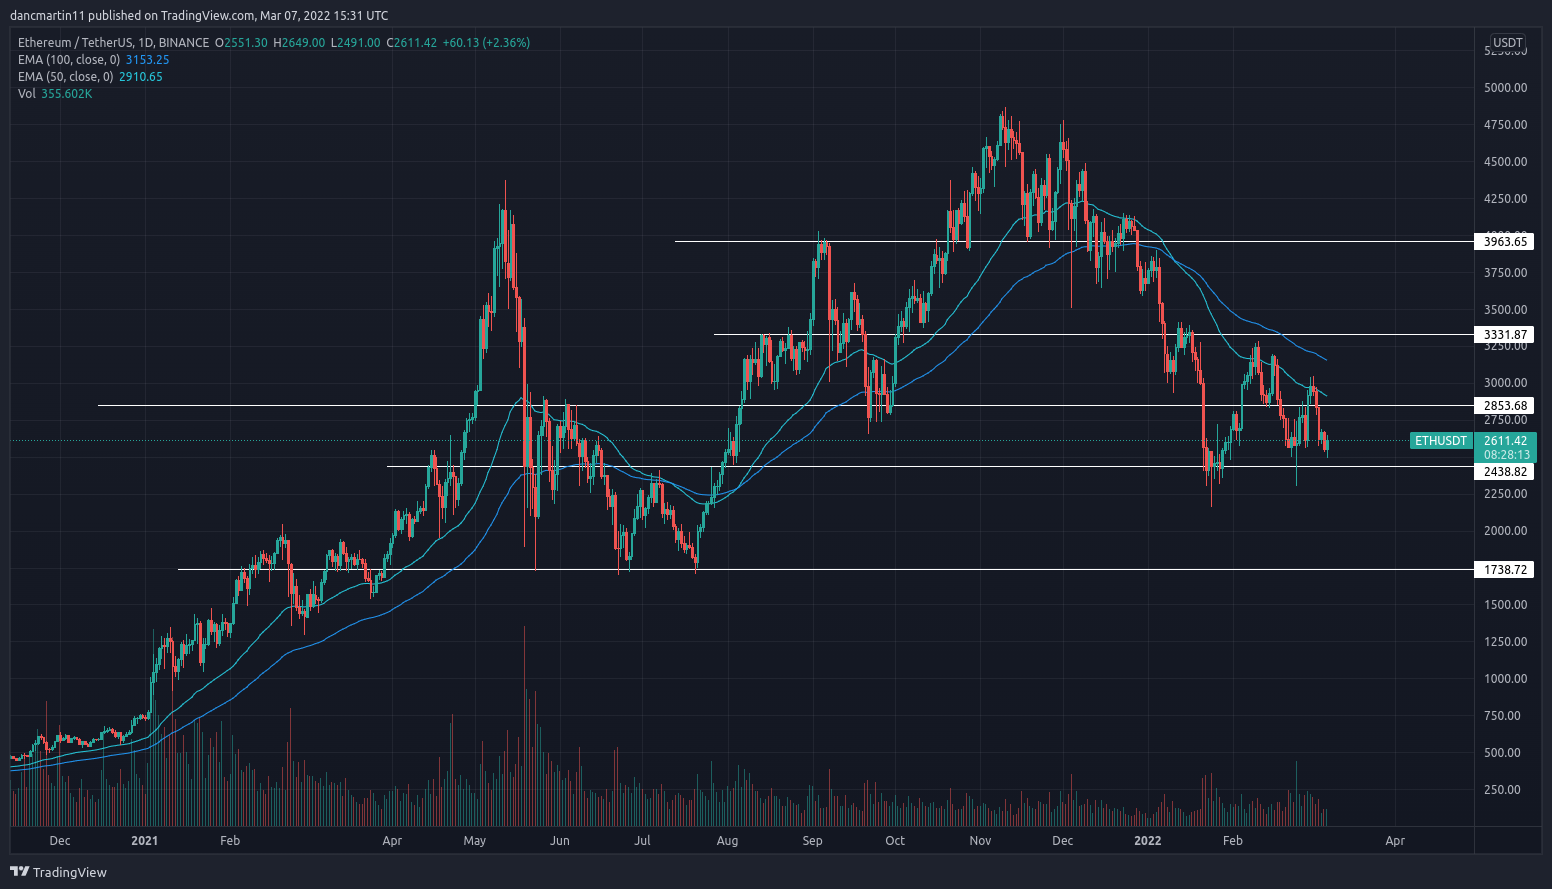 dancmartin11 published on TradingView.com, Mar 07, 2022 15:31 UTC
Ethereum / TetherUS, 1D, BINANCE O2551.30 H2649.00 L2491.00 C2611.42 +60.13 (+2.36%)
EMA (100, close, 0) 3153.25
EMA (50, close, 0) 2910.65
Vol 355.602K
USDT
5000.00
4750.00
4500.00
4250.00
3963.65
3750.00
3500.00
3331.87
3250.00
3000.00
2853.68
2750.00
ETHUSDT 2611.42
08:28:13
2438.82
2250.00
2000.00
1738.72
1500.00
1250.00
1000.00
750.00
500.00
250.00
Dec 2021 Feb Apr May Jun Jul Aug Sep Oct Nov Dec 2022 Feb Apr
TradingView